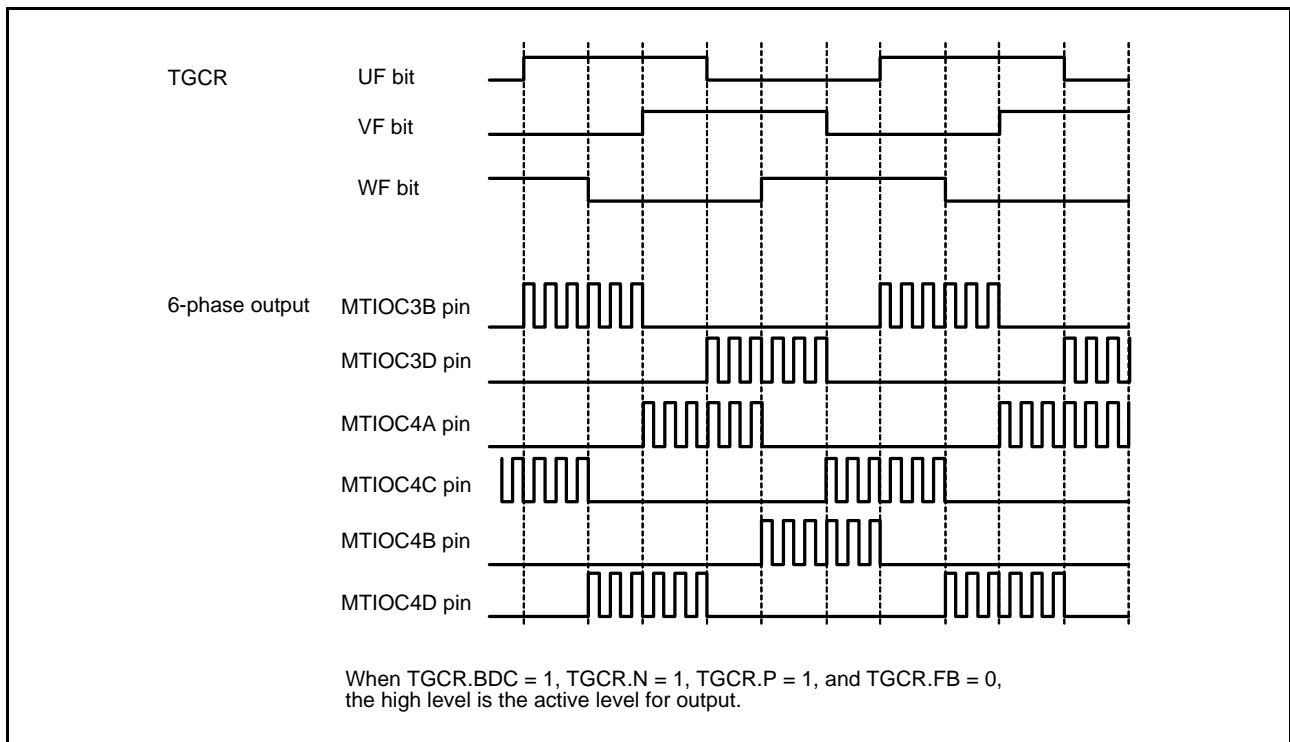 TGCR
UF bit
VF bit
WF bit
6-phase output
MTIOC3B pin
MTIOC3D pin
MTIOC4A pin
MTIOC4C pin
MTIOC4B pin
MTIOC4D pin
When TGCR.BDC = 1, TGCR.N = 1, TGCR.P = 1, and TGCR.FB = 0,
the high level is the active level for output.